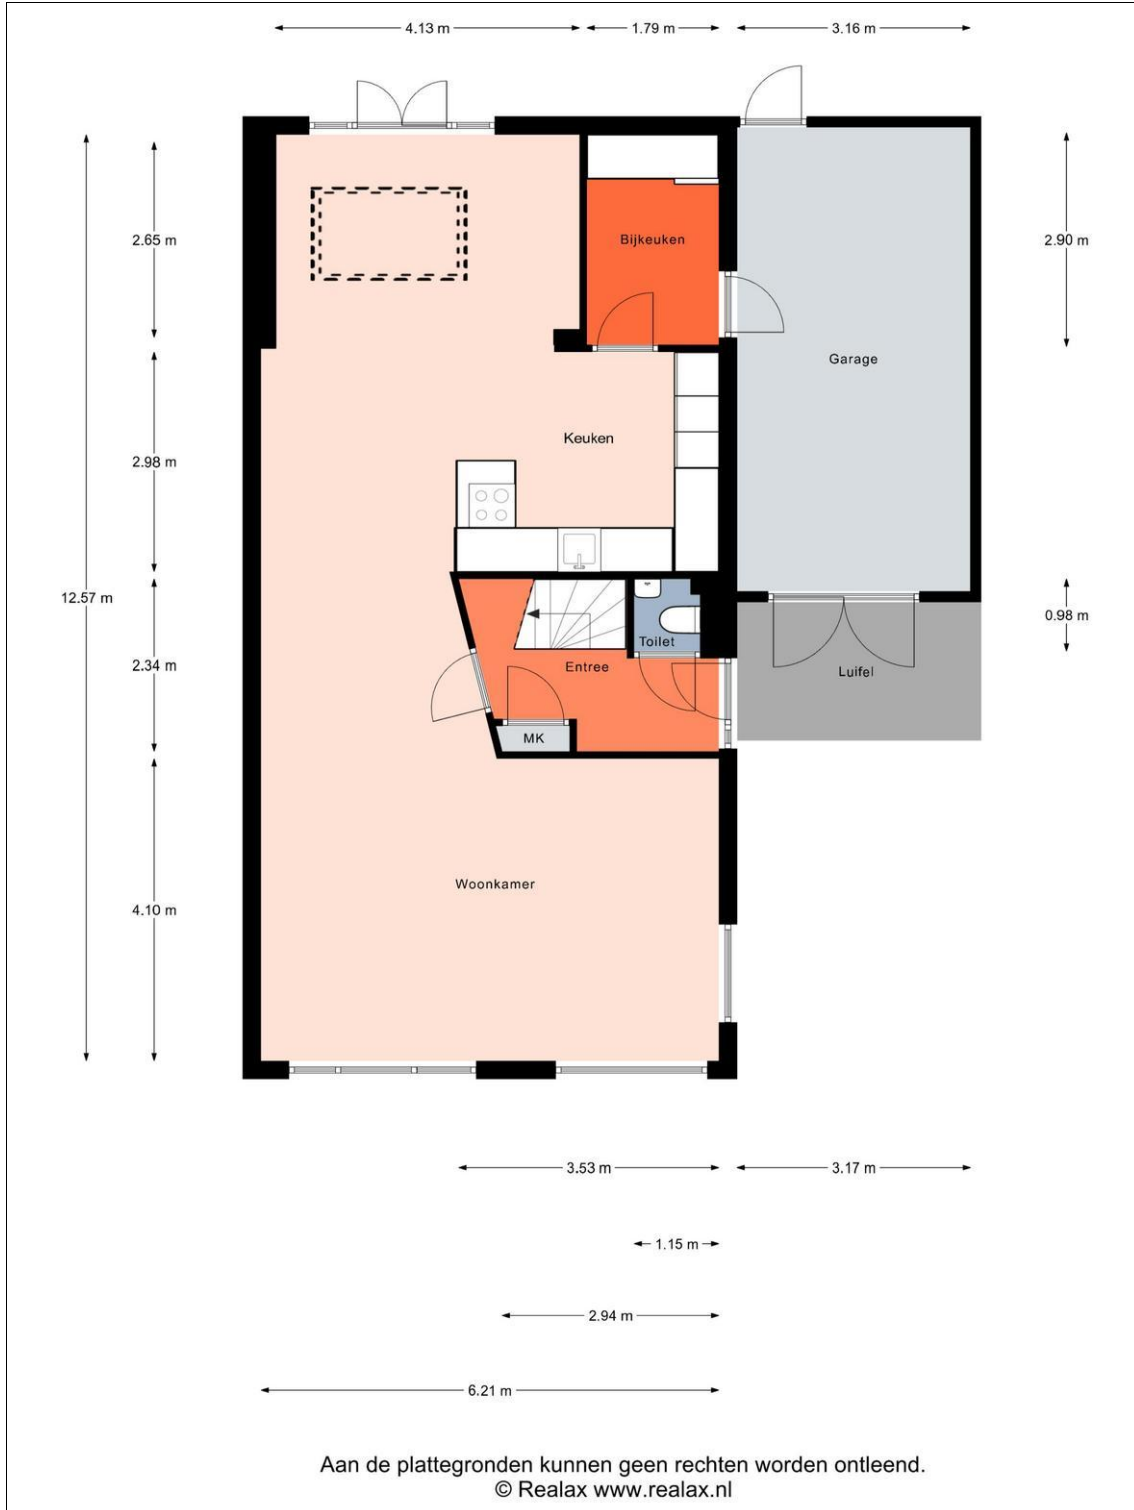 4.13 m
1.79 m
3.16 m
2.65 m
Bijkeuken
2.90 m
Garage
Keuken
2.98 m
12.57 m
0.98 m
Toilet
2.34 m
Entree
Luifel
MK
Woonkamer
4.10 m
3.53 m
3.17 m
1.15 m
2.94 m
6.21 m
Aan de plattegronden kunnen geen rechten worden ontleend.
© Realax www.realax.nl